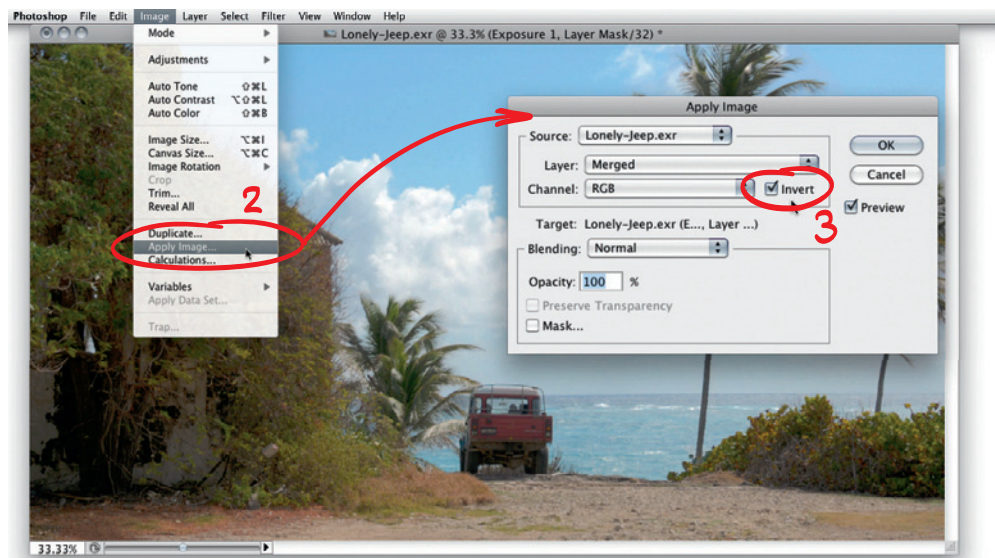 Photoshop File Edit Image Layer Select Filter View Window Help
Lonely-Jeep.exr @ 33.3% (Exposure 1, Layer Mask/32) *
Mode
Adjustments
Auto Tone ⇧⌘L
Auto Contrast ⌥⇧⌘L
Auto Color ⇧⌘B
Image Size... ⌥⌘I
Canvas Size... ⌥⌘C
Image Rotation
Crop
Trim...
Reveal All
2
Duplicate...
Apply Image...
Calculations...
Variables
Apply Data Set...
Trap...
Apply Image
Source: Lonely-Jeep.exr
OK
Layer: Merged
Cancel
Channel: RGB
Invert
Preview
3
Target: Lonely-Jeep.exr (E..., Layer ...)
Blending: Normal
Opacity: 100 %
Preserve Transparency
Mask...
33.33%